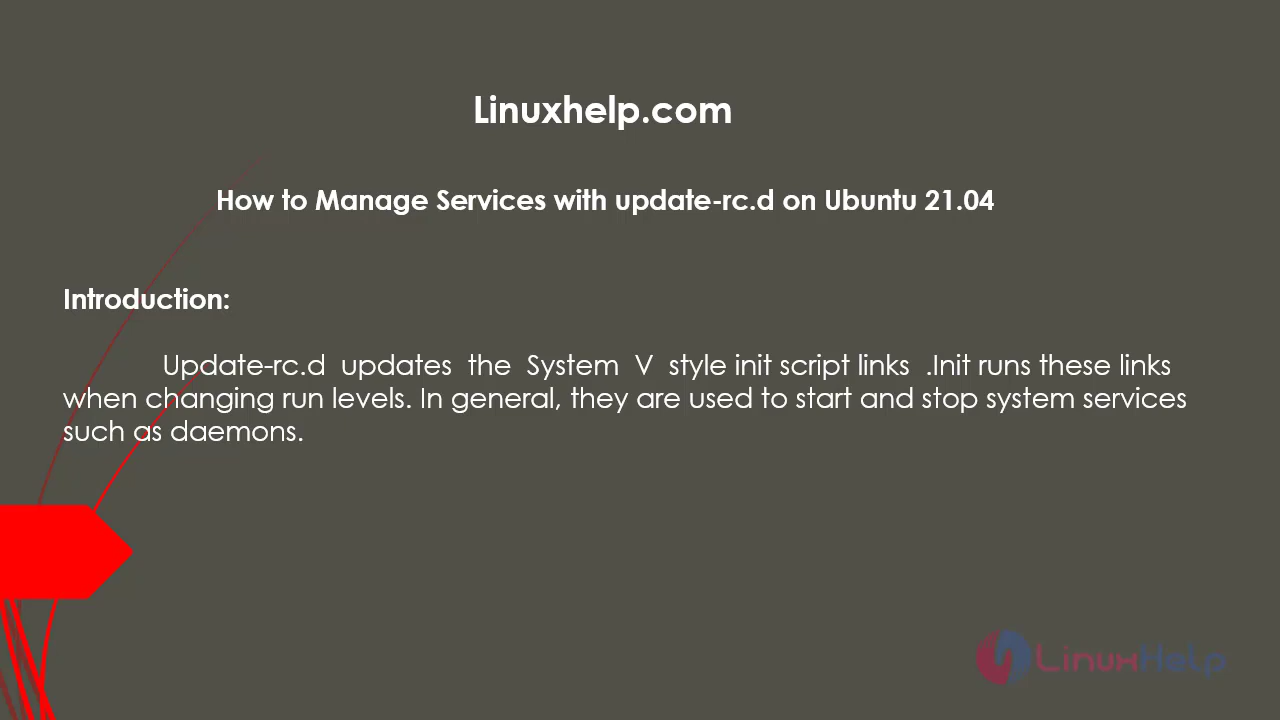 Linuxhelp.com
How to Manage Services with update-rc.d on Ubuntu 21.04
Introduction:
Update-rc.d updates the System V style init script links .Init runs these links
when changing run levels. In general, they are used to start and stop system services
such as daemons.
LinuxHelp